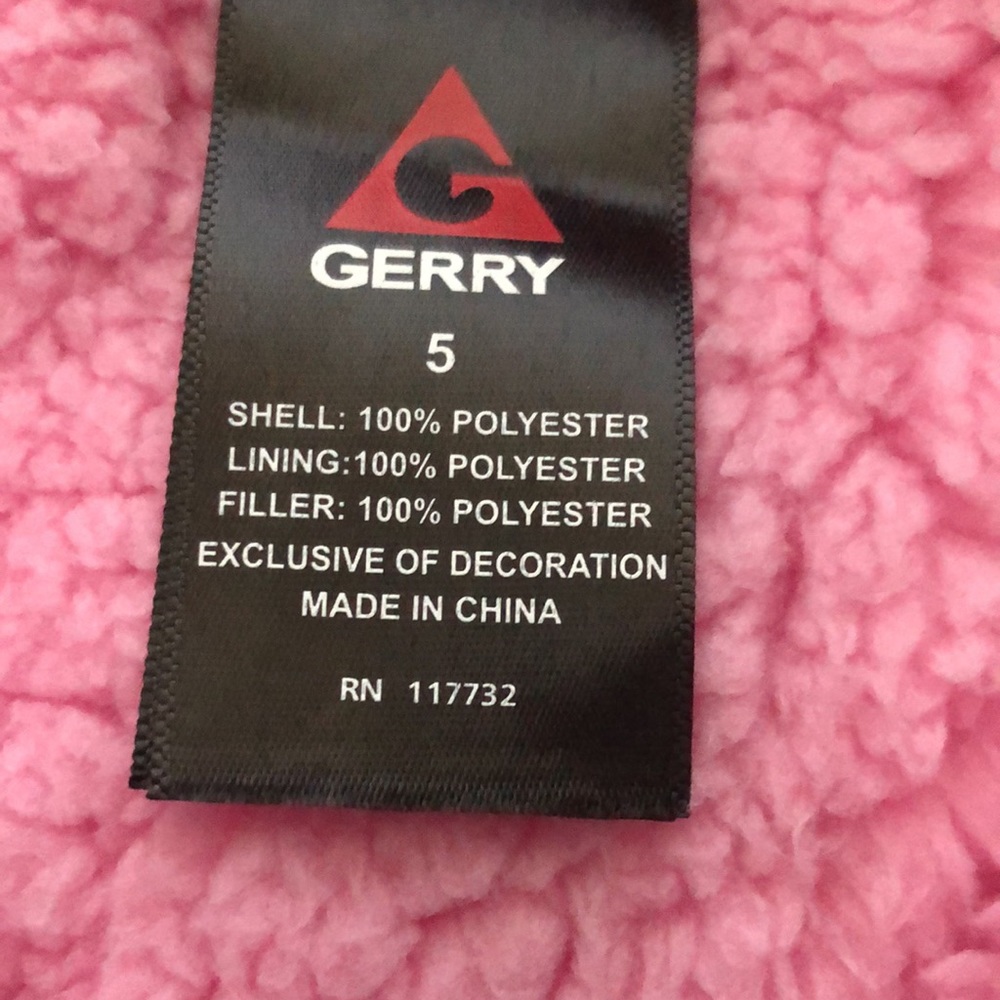 GERRY
5
SHELL: 100% POLYESTER
LINING:100% POLYESTER
FILLER: 100% POLYESTER
EXCLUSIVE OF DECORATION
MADE IN CHINA
RN 117732